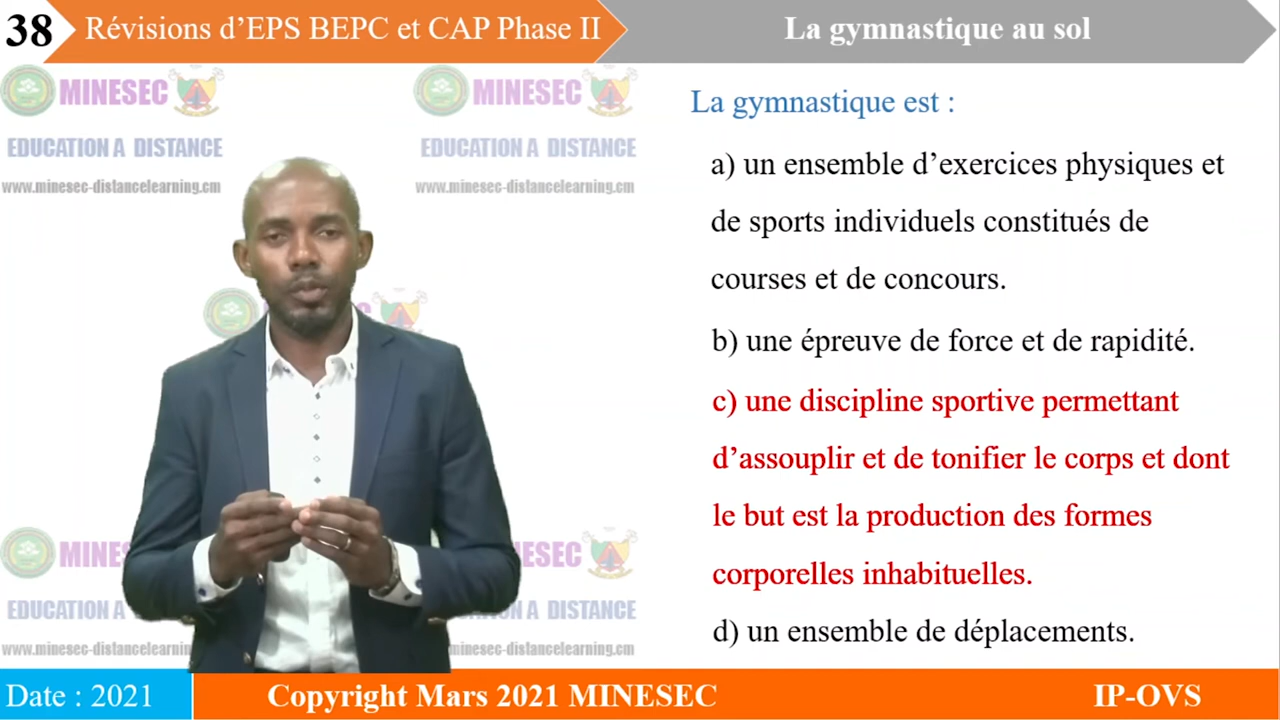 38 Révisions d’EPS BEPC et CAP Phase II La gymnastique au sol
MINESEC MINESEC
EDUCATION A DISTANCE EDUCATION A DISTANCE
www.minesec-distancelearning.cm www.minesec-distancelearning.cm
La gymnastique est :
a) un ensemble d’exercices physiques et
de sports individuels constitués de
courses et de concours.
b) une épreuve de force et de rapidité.
c) une discipline sportive permettant
d’assouplir et de tonifier le corps et dont
le but est la production des formes
corporelles inhabituelles.
d) un ensemble de déplacements.
Date : 2021 Copyright Mars 2021 MINESEC IP-OVS